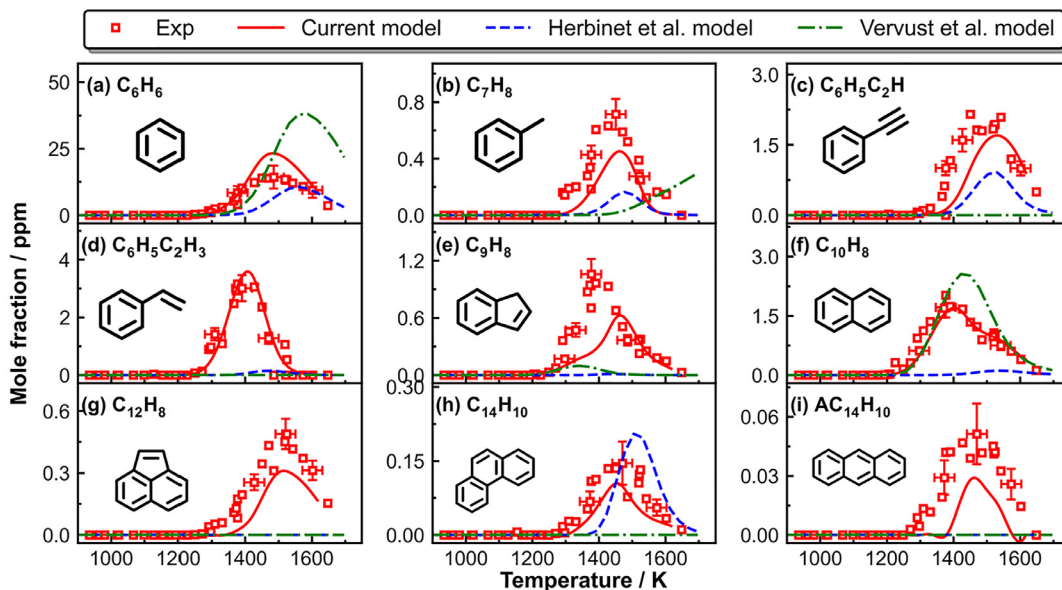 Exp Current model Herbinet et al. model Vervust et al. model
Mole fraction / ppm
(a) C₆H₆
50
25
0
(b) C₇H₈
0.8
0.4
0.0
(c) C₆H₅C₂H
3.0
1.5
0.0
(d) C₆H₅C₂H₃
4
2
0
(e) C₉H₈
1.2
0.6
0.0
(f) C₁₀H₈
3.0
1.5
0.0
(g) C₁₂H₈
0.6
0.3
0.0
(h) C₁₄H₁₀
0.30
0.15
0.00
(i) AC₁₄H₁₀
0.06
0.03
0.00
1000 1200 1400 1600
1000 1200 1400 1600
1000 1200 1400 1600
Temperature / K